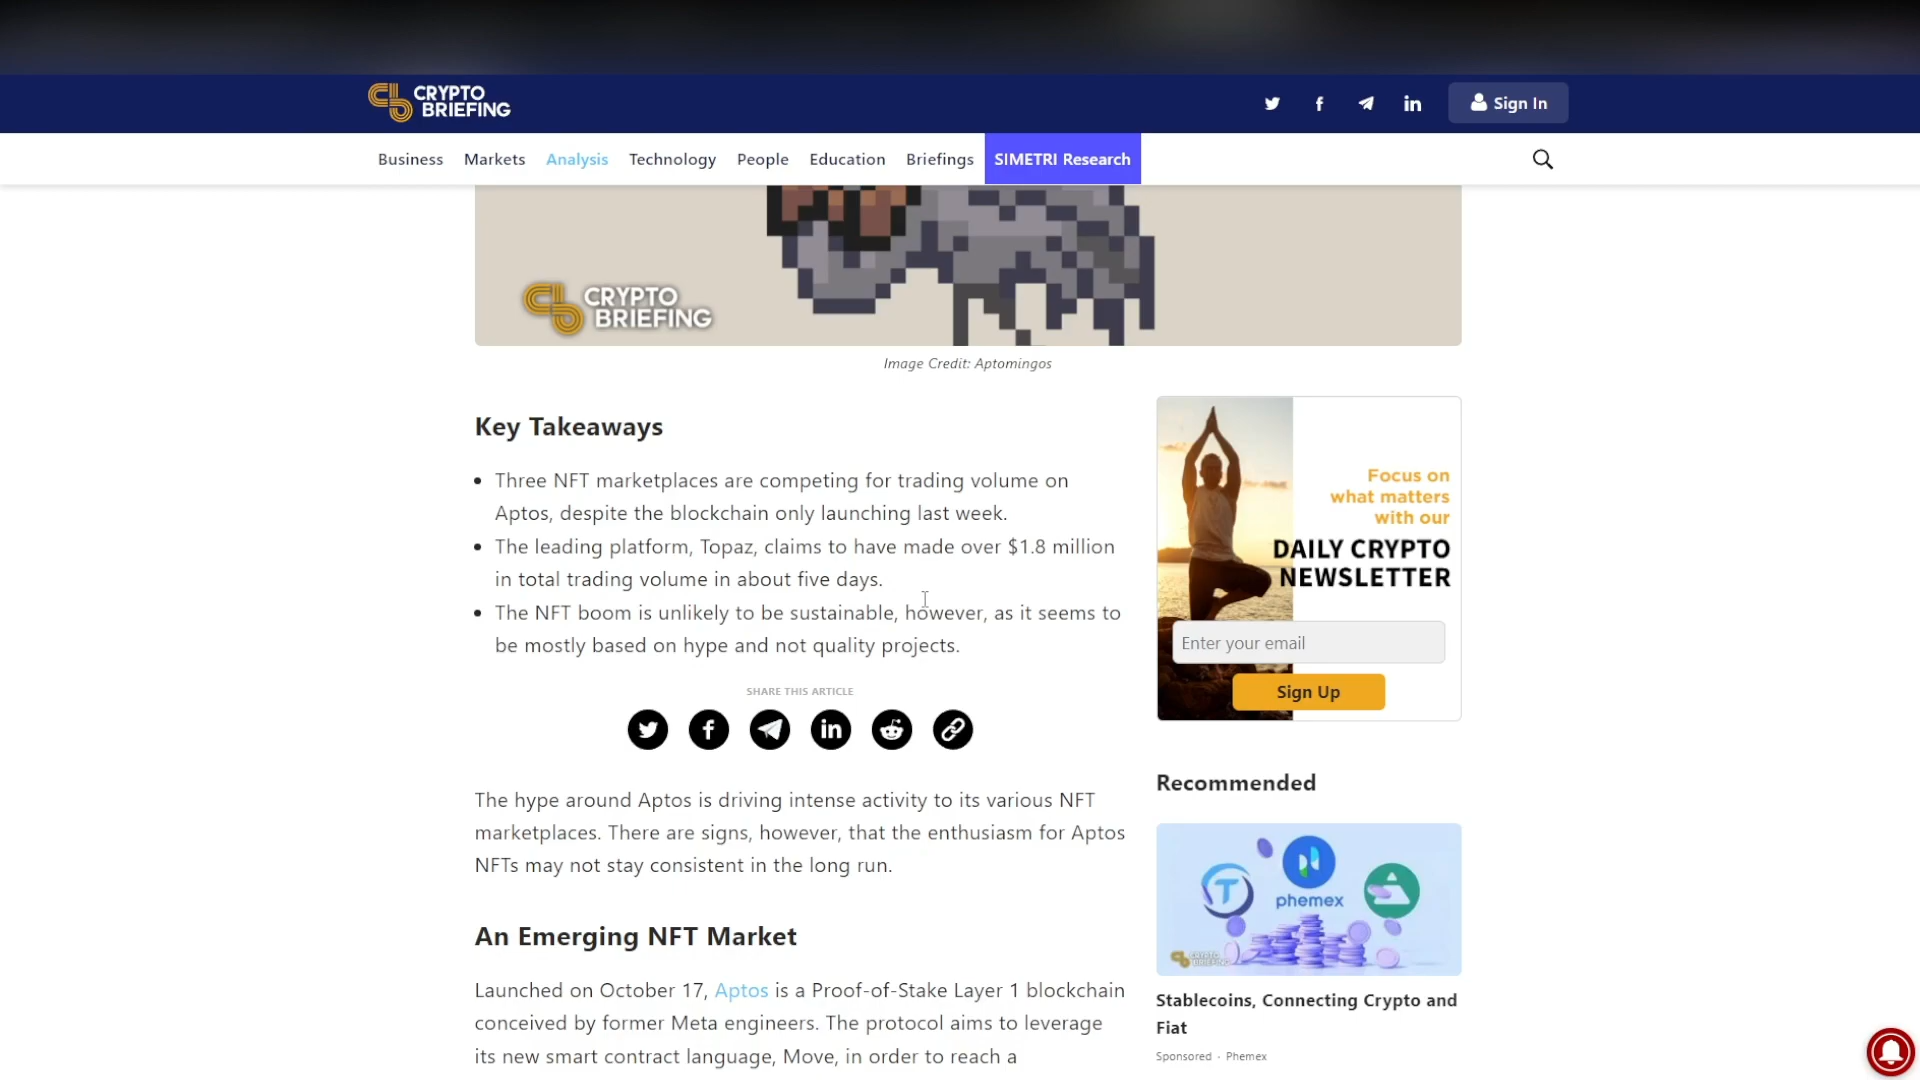 CRYPTO
BRIEFING
Sign In
Business Markets Analysis Technology People Education Briefings SIMETRI Research
CRYPTO
BRIEFING
Image Credit: Aptomingos
Key Takeaways
Three NFT marketplaces are competing for trading volume on
Aptos, despite the blockchain only launching last week.
The leading platform, Topaz, claims to have made over $1.8 million
in total trading volume in about five days.
The NFT boom is unlikely to be sustainable, however, as it seems to
be mostly based on hype and not quality projects.
SHARE THIS ARTICLE
The hype around Aptos is driving intense activity to its various NFT
marketplaces. There are signs, however, that the enthusiasm for Aptos
NFTs may not stay consistent in the long run.
An Emerging NFT Market
Launched on October 17, Aptos is a Proof-of-Stake Layer 1 blockchain
conceived by former Meta engineers. The protocol aims to leverage
its new smart contract language, Move, in order to reach a
Focus on
what matters
with our
DAILY CRYPTO
NEWSLETTER
Enter your email
Sign Up
Recommended
phemex
CRYPTO
BRIEFING
Stablecoins, Connecting Crypto and
Fiat
Sponsored · Phemex